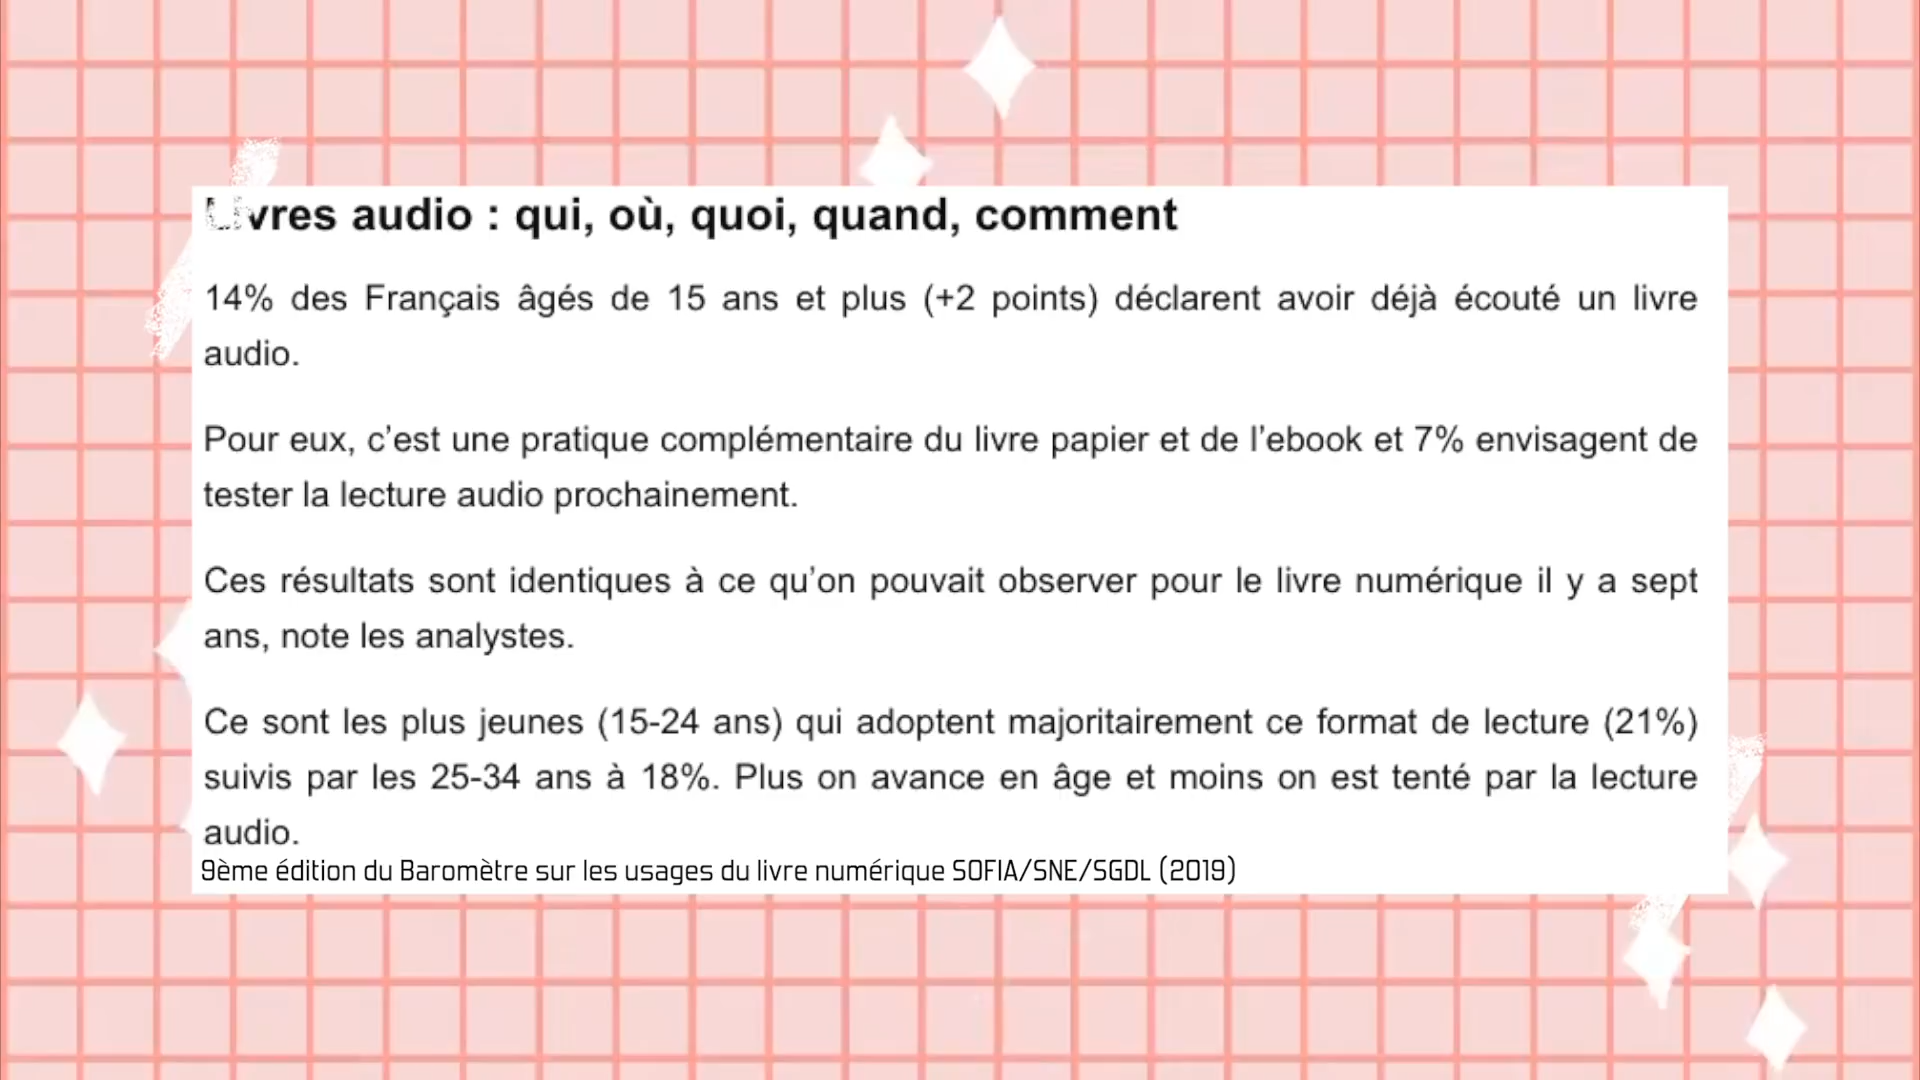 Livres audio : qui, où, quoi, quand, comment
14% des Français âgés de 15 ans et plus (+2 points) déclarent avoir déjà écouté un livre
audio.
Pour eux, c’est une pratique complémentaire du livre papier et de l’ebook et 7% envisagent de
tester la lecture audio prochainement.
Ces résultats sont identiques à ce qu’on pouvait observer pour le livre numérique il y a sept
ans, note les analystes.
Ce sont les plus jeunes (15-24 ans) qui adoptent majoritairement ce format de lecture (21%)
suivis par les 25-34 ans à 18%. Plus on avance en âge et moins on est tenté par la lecture
audio.
9ème édition du Baromètre sur les usages du livre numérique SOFIA/SNE/SGDL (2019)